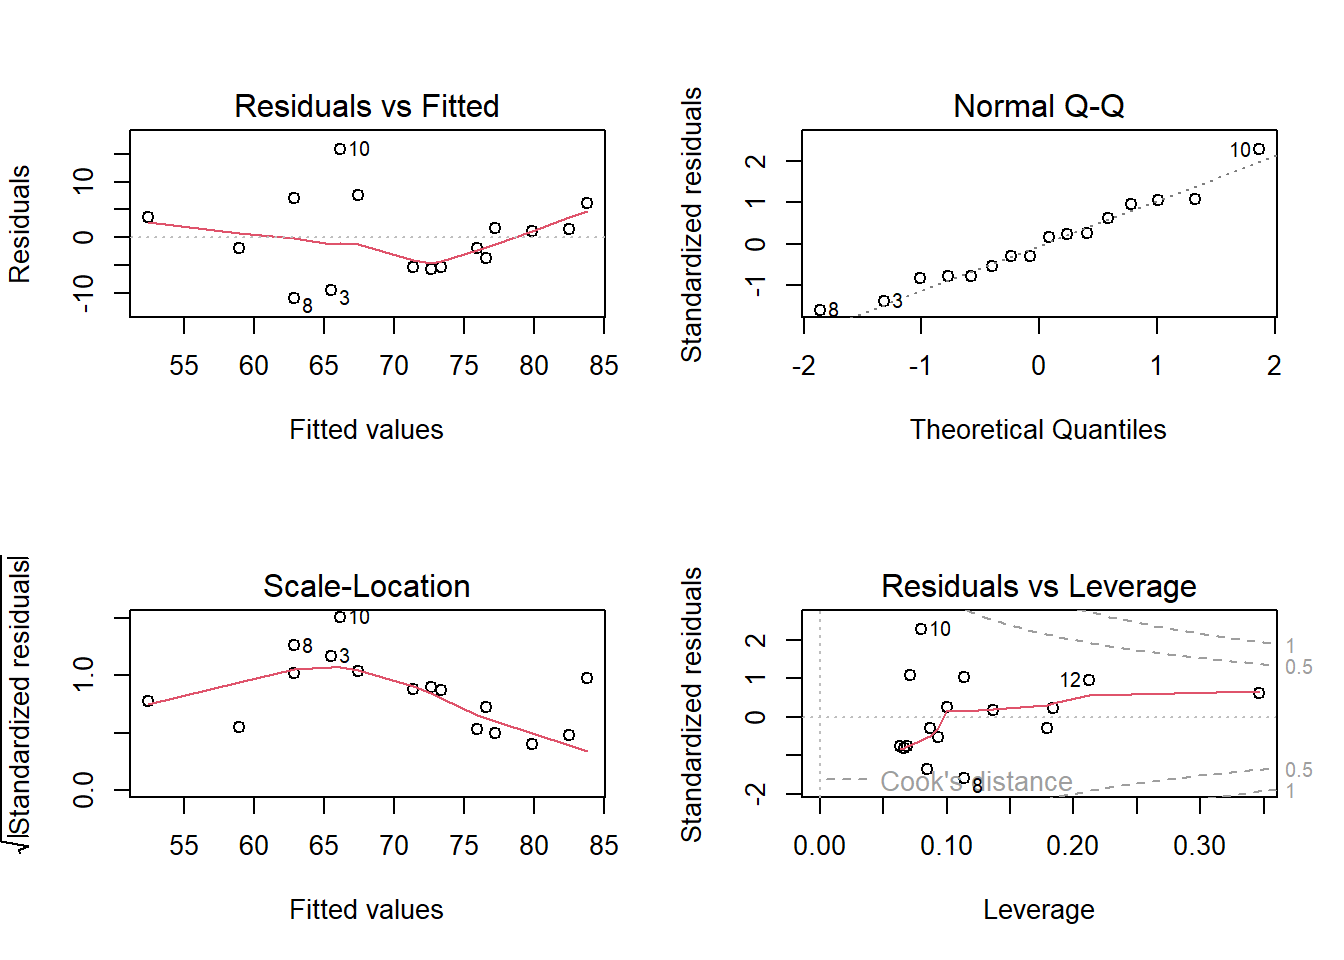 Residuals vs Fitted
Residuals
10
0
-10
10
8
3
55 60 65 70 75 80 85
Fitted values
Normal Q-Q
Standardized residuals
2
1
0
-1
10
8
3
-2 -1 0 1 2
Theoretical Quantiles
Scale-Location
√|Standardized residuals|
1.0
0.0
10
8
3
55 60 65 70 75 80 85
Fitted values
Residuals vs Leverage
Standardized residuals
2
1
0
-2
10
12
8
1
0.5
0.5
1
Cook's distance
0.00 0.10 0.20 0.30
Leverage